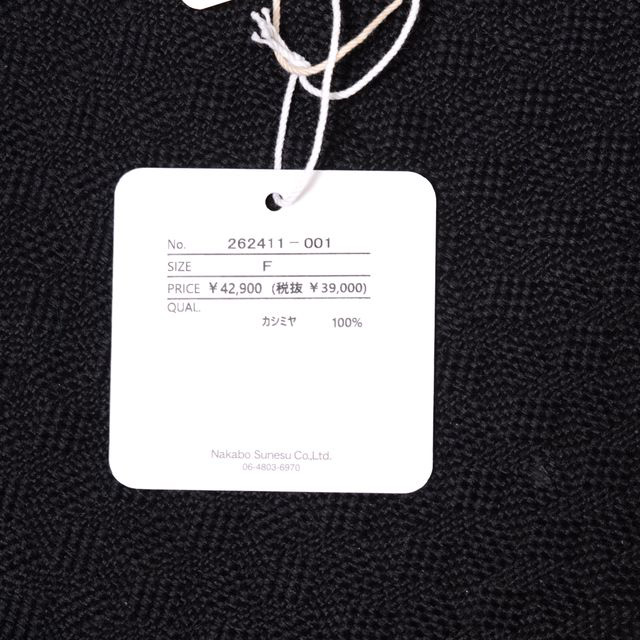 No. 262411-001
SIZE F
PRICE ¥42,900 (税抜 ¥39,000)
QUAL.
カシミヤ 100%
Nakabo Sunesu Co.,Ltd.
06-4803-6970